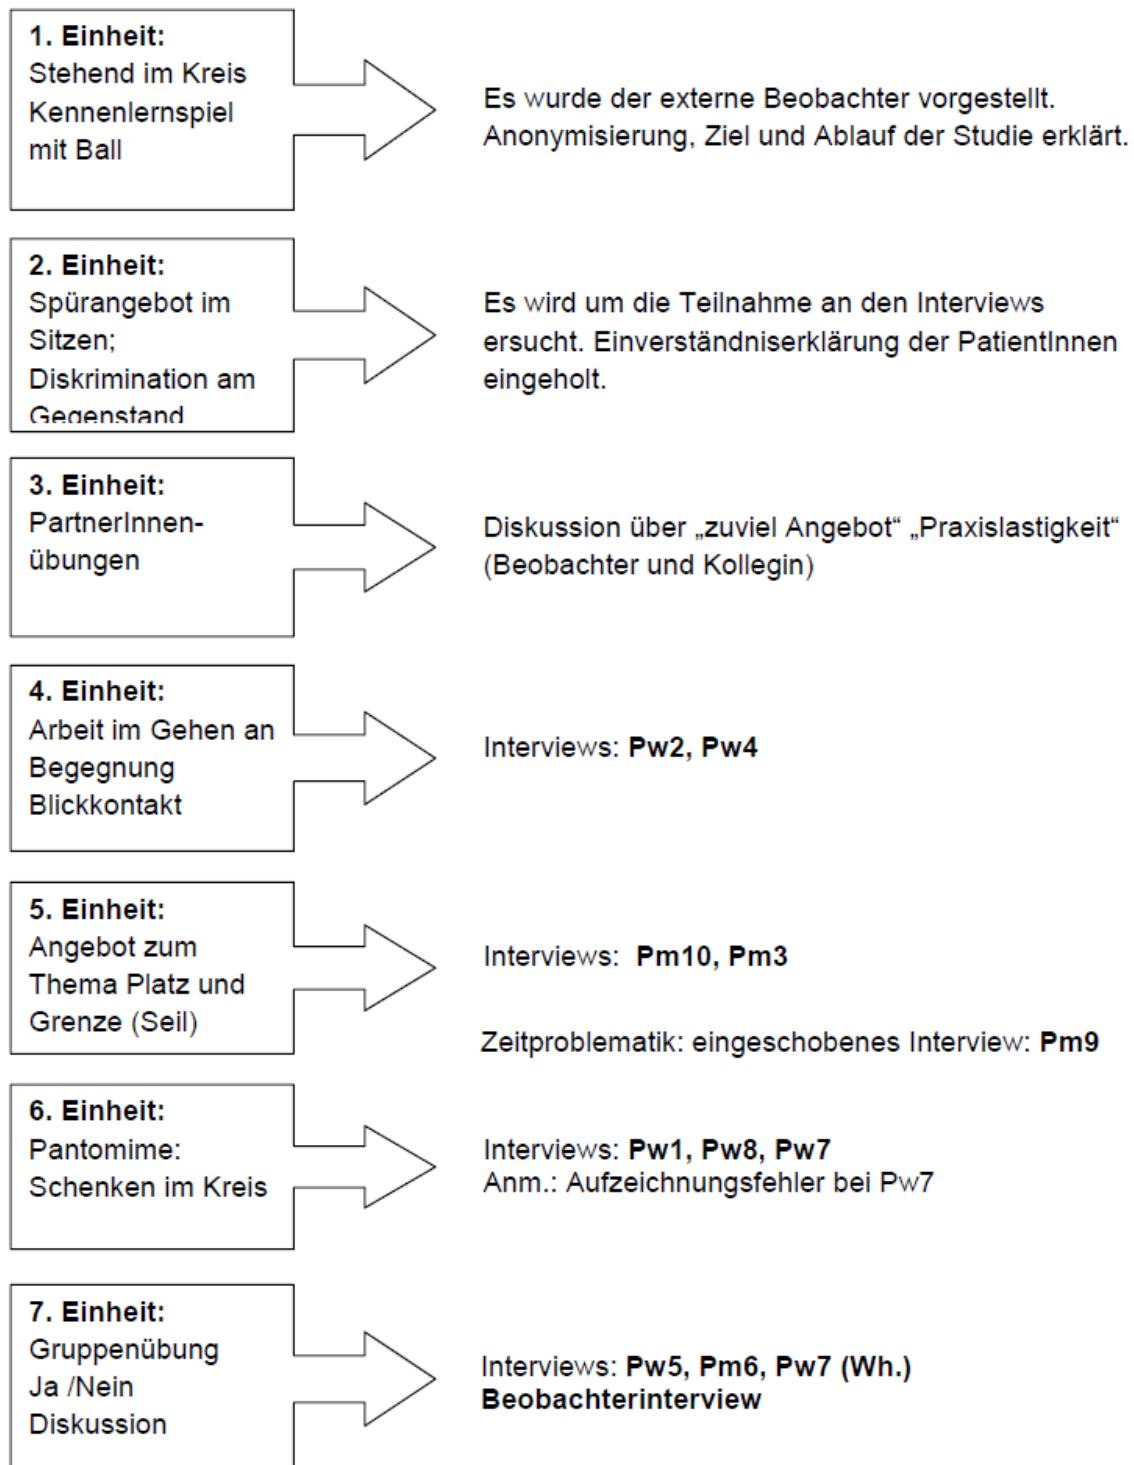 1. Einheit:
Stehend im Kreis
Kennenlernspiel
mit Ball
Es wurde der externe Beobachter vorgestellt.
Anonymisierung, Ziel und Ablauf der Studie erklärt.
2. Einheit:
Spürangebot im
Sitzen;
Diskrimination am
Gegenstand
Es wird um die Teilnahme an den Interviews
ersucht. Einverständniserklärung der PatientInnen
eingeholt.
3. Einheit:
PartnerInnen-
übungen
Diskussion über „zuviel Angebot“ „Praxislastigkeit“
(Beobachter und Kollegin)
4. Einheit:
Arbeit im Gehen an
Begegnung
Blickkontakt
Interviews: Pw2, Pw4
5. Einheit:
Angebot zum
Thema Platz und
Grenze (Seil)
Interviews: Pm10, Pm3
Zeitproblematik: eingeschobenes Interview: Pm9
6. Einheit:
Pantomime:
Schenken im Kreis
Interviews: Pw1, Pw8, Pw7
Anm.: Aufzeichnungsfehler bei Pw7
7. Einheit:
Gruppenübung
Ja /Nein
Diskussion
Interviews: Pw5, Pm6, Pw7 (Wh.)
Beobachterinterview